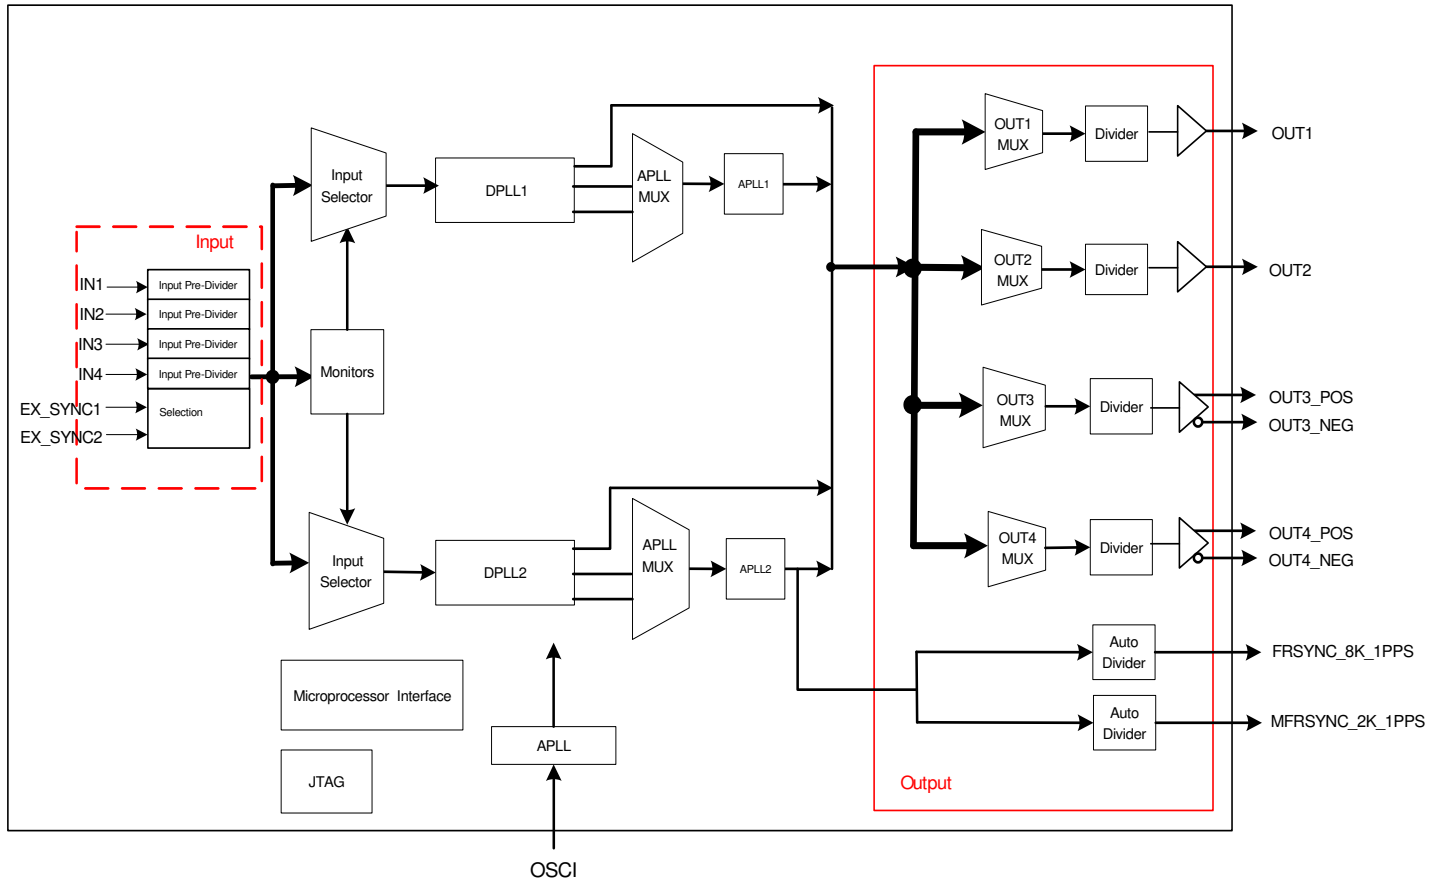 Input
IN1
Input Pre-Divider
IN2
Input Pre-Divider
IN3
Input Pre-Divider
IN4
Input Pre-Divider
EX_SYNC1
Selection
EX_SYNC2
Input
Selector
Monitors
Input
Selector
DPLL1
APLL
MUX
APLL1
DPLL2
APLL
MUX
APLL2
Microprocessor Interface
JTAG
APLL
OSCI
OUT1
MUX
Divider
OUT1
OUT2
MUX
Divider
OUT2
OUT3
MUX
Divider
OUT3_POS
OUT3_NEG
OUT4
MUX
Divider
OUT4_POS
OUT4_NEG
Auto
Divider
FRSYNC_8K_1PPS
Auto
Divider
MFRSYNC_2K_1PPS
Output